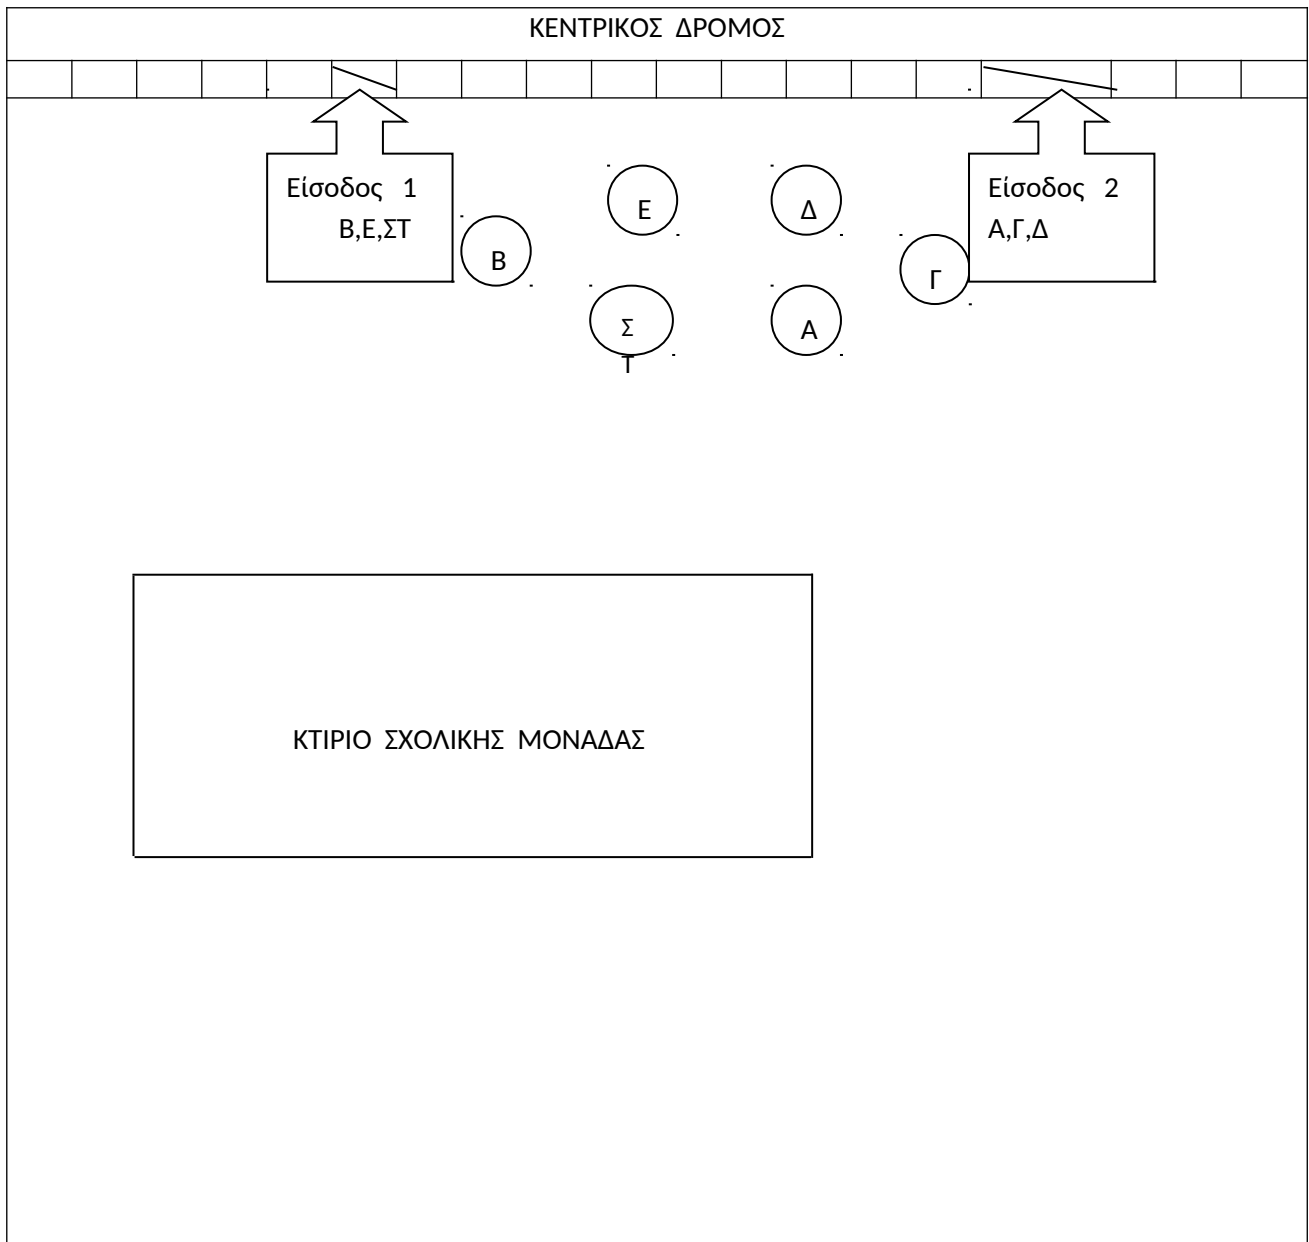 ΚΕΝΤΡΙΚΟΣ ΔΡΟΜΟΣ
Είσοδος 1
Β,Ε,ΣΤ
Είσοδος 2
Α,Γ,Δ
Ε
Δ
Β
Γ
Σ
Τ
Α
ΚΤΙΡΙΟ ΣΧΟΛΙΚΗΣ ΜΟΝΑΔΑΣ